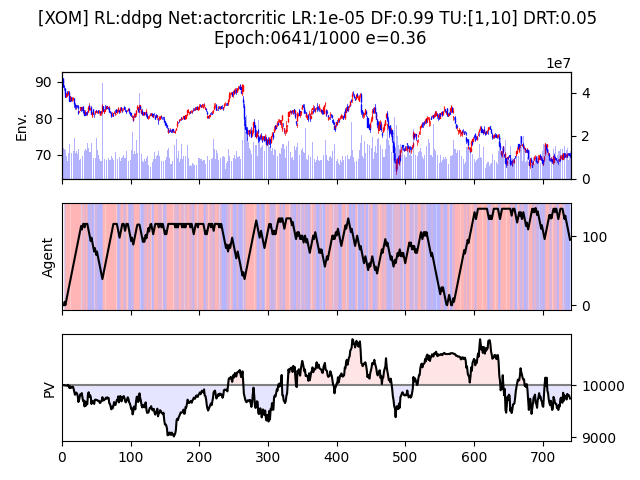 [XOM] RL:ddpg Net:actorcritic LR:1e-05 DF:0.99 TU:[1,10] DRT:0.05
Epoch:0641/1000 e=0.36
1e7
90
80
70
Env.
4
2
0
Agent
100
0
PV
10000
9000
0 100 200 300 400 500 600 700